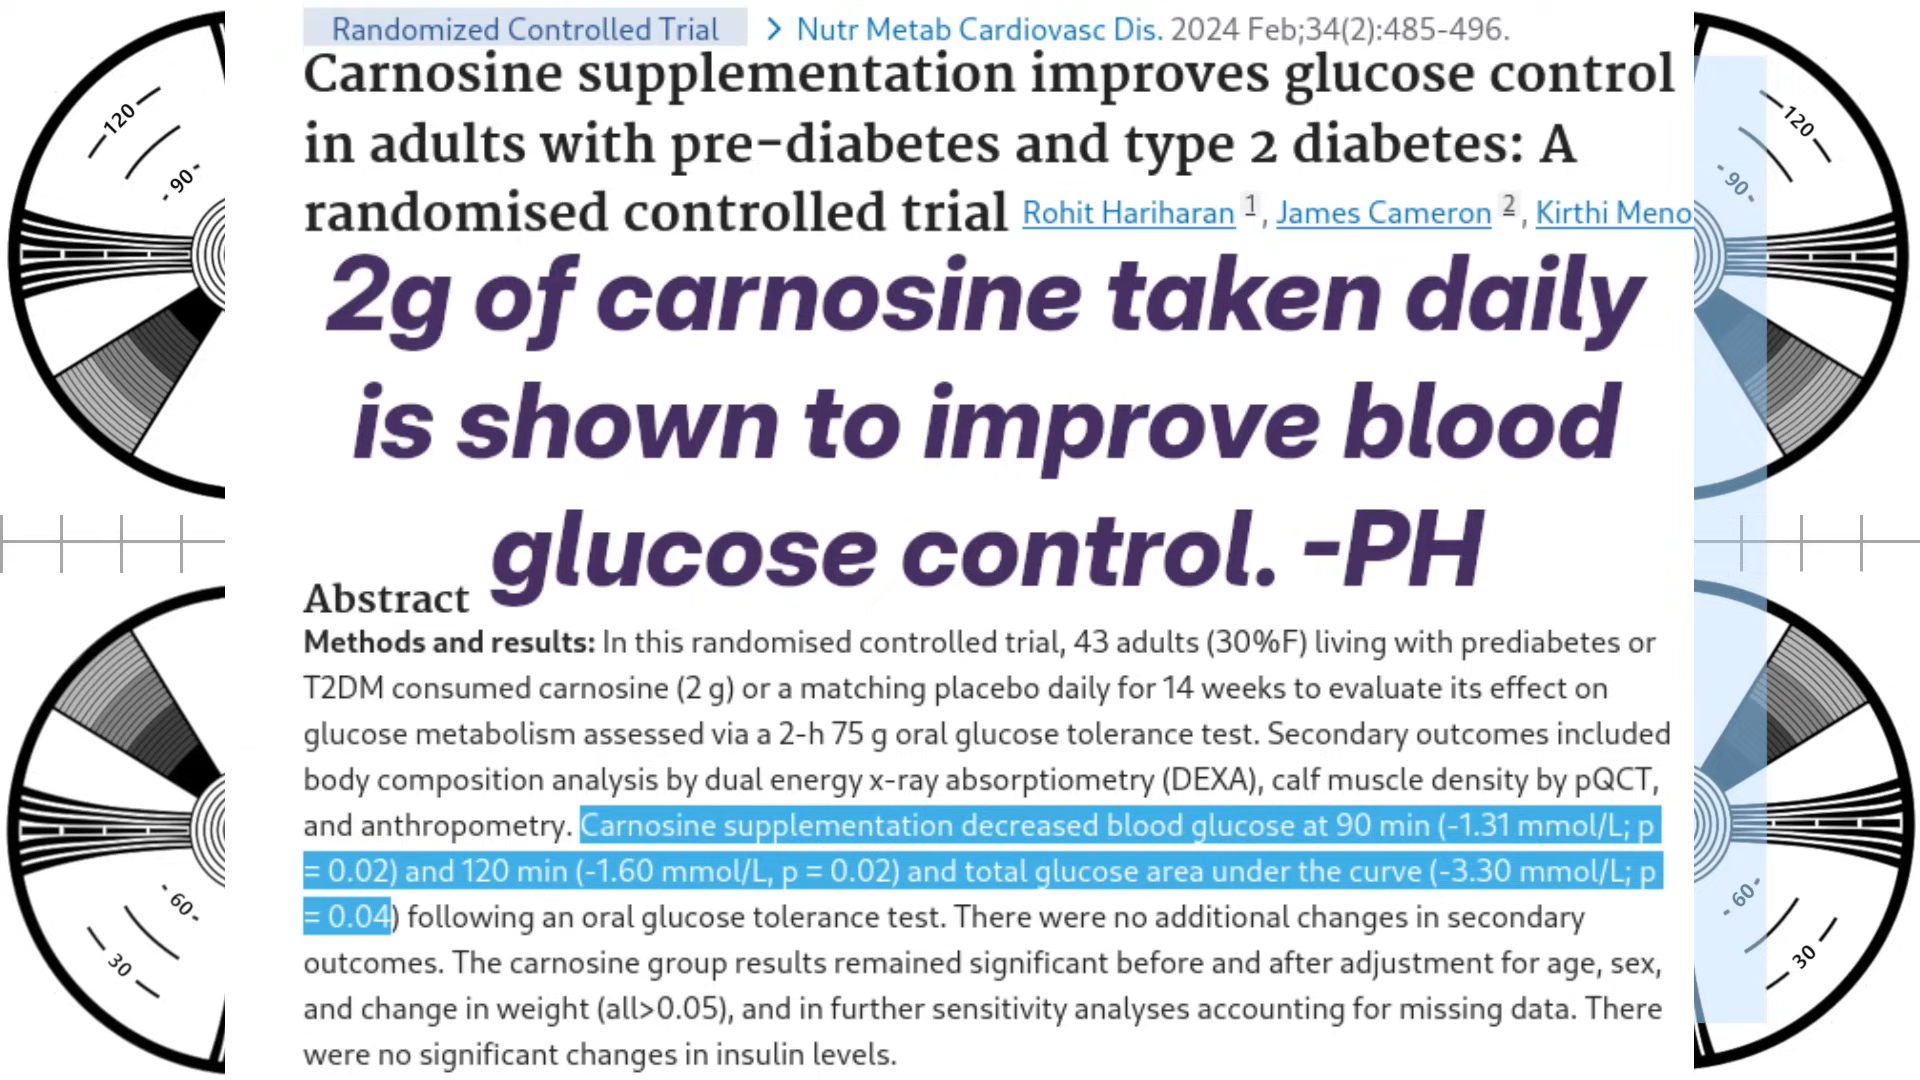 Randomized Controlled Trial > Nutr Metab Cardiovasc Dis. 2024 Feb;34(2):485-496.
Carnosine supplementation improves glucose control
in adults with pre-diabetes and type 2 diabetes: A
randomised controlled trial Rohit Hariharan 1, James Cameron 2, Kirthi Meno
2g of carnosine taken daily
is shown to improve blood
glucose control. -PH
Abstract
Methods and results: In this randomised controlled trial, 43 adults (30%F) living with prediabetes or
T2DM consumed carnosine (2 g) or a matching placebo daily for 14 weeks to evaluate its effect on
glucose metabolism assessed via a 2-h 75 g oral glucose tolerance test. Secondary outcomes included
body composition analysis by dual energy x-ray absorptiometry (DEXA), calf muscle density by pQCT,
and anthropometry. Carnosine supplementation decreased blood glucose at 90 min (-1.31 mmol/L; p
= 0.02) and 120 min (-1.60 mmol/L, p = 0.02) and total glucose area under the curve (-3.30 mmol/L; p
= 0.04) following an oral glucose tolerance test. There were no additional changes in secondary
outcomes. The carnosine group results remained significant before and after adjustment for age, sex,
and change in weight (all>0.05), and in further sensitivity analyses accounting for missing data. There
were no significant changes in insulin levels.
120
- 90 -
- 60 -
30
120
- 90 -
- 60 -
30